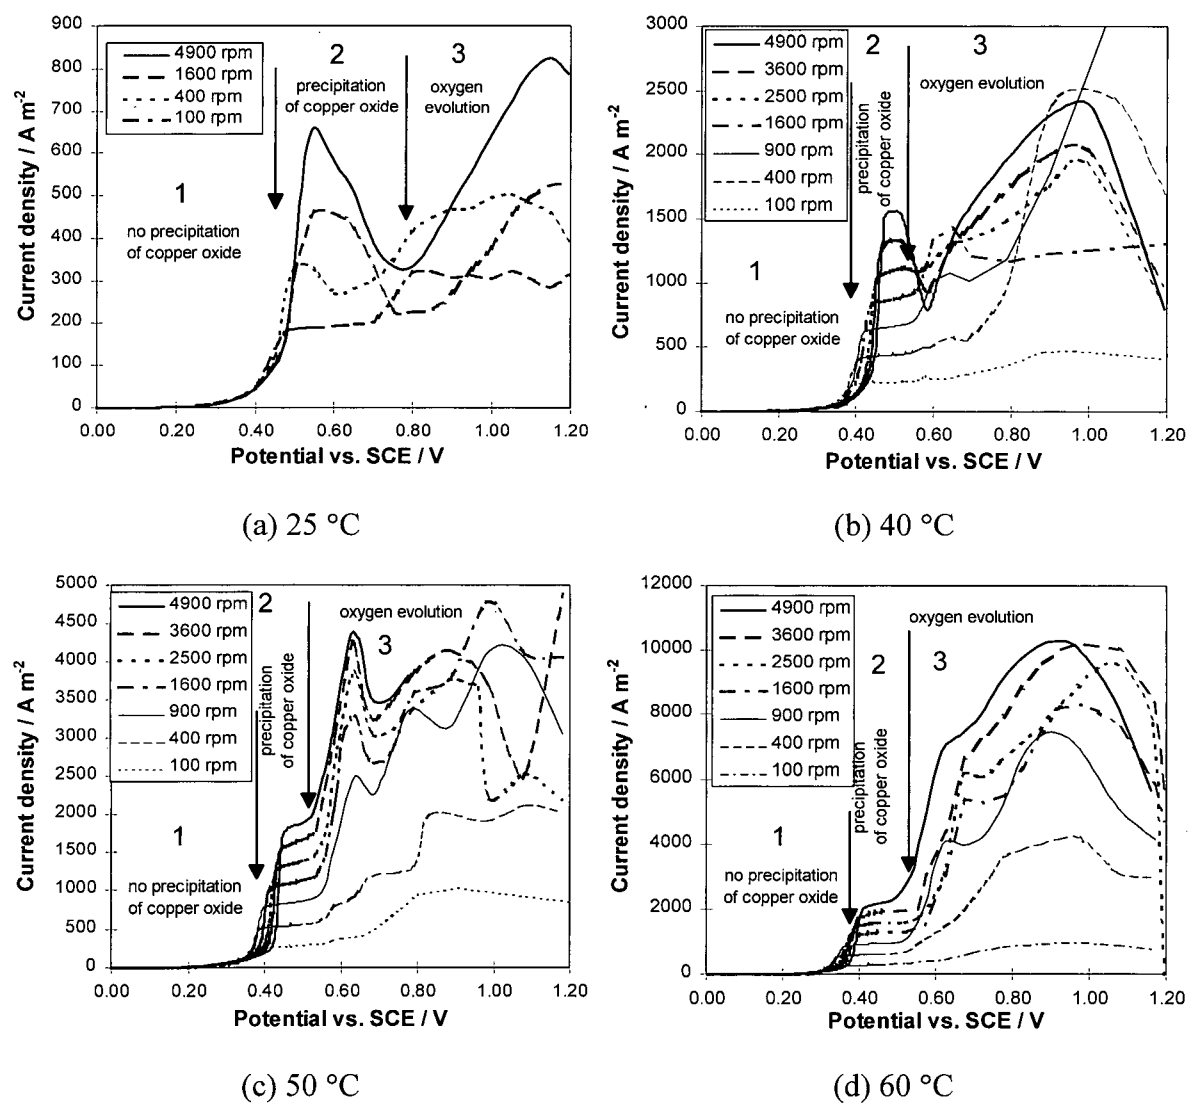 900
800
700
600
500
400
300
200
100
0
Current density / A m-2
4900 rpm
1600 rpm
400 rpm
100 rpm
2
3
precipitation
of copper oxide
oxygen
evolution
1
no precipitation
of copper oxide
0.00 0.20 0.40 0.60 0.80 1.00 1.20
Potential vs. SCE / V
(a) 25 °C
3000
2500
2000
1500
1000
500
0
Current density / A m-2
4900 rpm
3600 rpm
2500 rpm
1600 rpm
900 rpm
400 rpm
100 rpm
2
3
precipitation
of copper oxide
oxygen evolution
1
no precipitation
of copper oxide
0.00 0.20 0.40 0.60 0.80 1.00 1.20
Potential vs. SCE / V
(b) 40 °C
5000
4500
4000
3500
3000
2500
2000
1500
1000
500
0
Current density / A m-2
4900 rpm
3600 rpm
2500 rpm
1600 rpm
900 rpm
400 rpm
100 rpm
2
oxygen evolution
3
precipitation
of copper oxide
1
no precipitation
of copper oxide
0.00 0.20 0.40 0.60 0.80 1.00 1.20
Potential vs. SCE / V
(c) 50 °C
12000
10000
8000
6000
4000
2000
0
Current density / A m-2
4900 rpm
3600 rpm
2500 rpm
1600 rpm
900 rpm
400 rpm
100 rpm
oxygen evolution
2
3
precipitation
of copper oxide
1
no precipitation
of copper oxide
0.00 0.20 0.40 0.60 0.80 1.00 1.20
Potential vs. SCE / V
(d) 60 °C